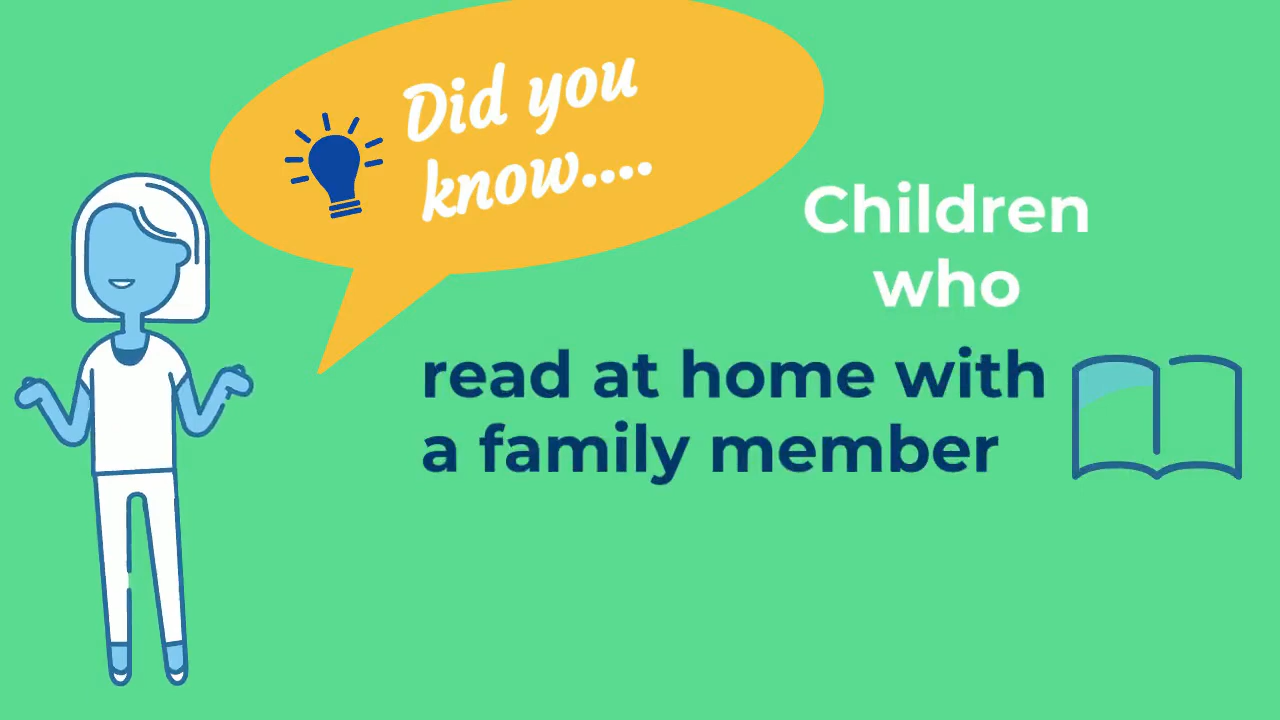 Did you
know....
Children
who
read at home with
a family member